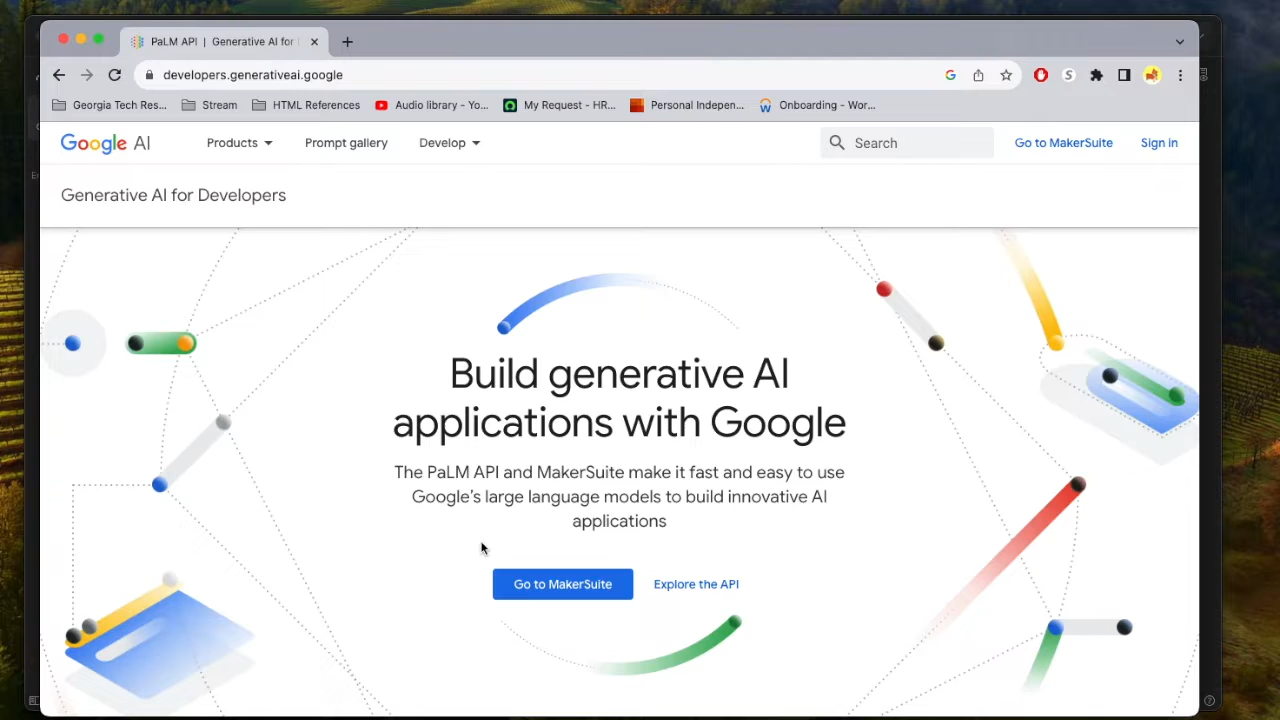 PaLM API | Generative AI for
developers.generativeai.google
Georgia Tech Res...
Stream
HTML References
Audio library - Yo...
My Request - HR...
Personal Indepen...
Onboarding - Wor...
Google AI
Products
Prompt gallery
Develop
Search
Go to MakerSuite
Sign in
Generative AI for Developers
Build generative AI
applications with Google
The PaLM API and MakerSuite make it fast and easy to use
Google's large language models to build innovative AI
applications
Go to MakerSuite
Explore the API